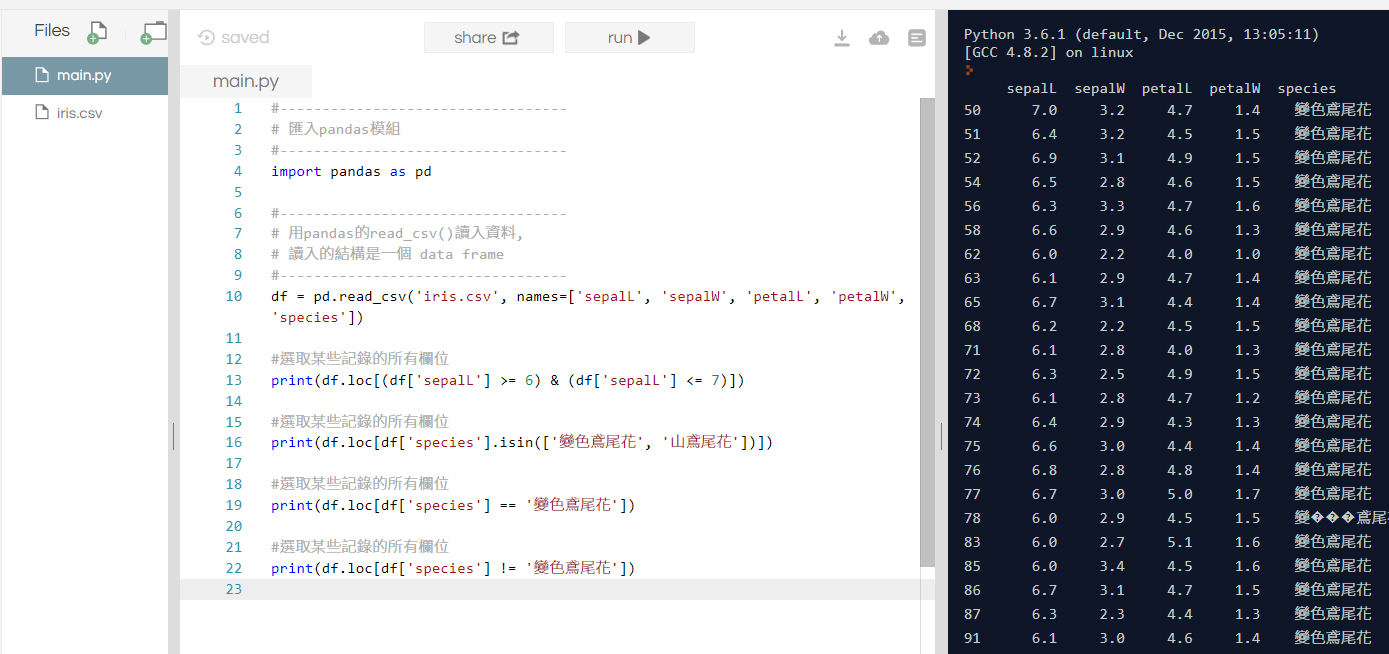 Files
main.py
iris.csv
saved
share
run
main.py
1 #----------------------------------
2 # 匯入pandas模組
3 #----------------------------------
4 import pandas as pd
5
6 #----------------------------------
7 # 用pandas的read_csv()讀入資料,
8 # 讀入的結構是一個 data frame
9 #----------------------------------
10 df = pd.read_csv('iris.csv', names=['sepalL', 'sepalW', 'petalL', 'petalW',
'species'])
11
12 #選取某些記錄的所有欄位
13 print(df.loc[(df['sepalL'] >= 6) & (df['sepalL'] <= 7)])
14
15 #選取某些記錄的所有欄位
16 print(df.loc[df['species'].isin(['變色鳶尾花', '山鳶尾花'])])
17
18 #選取某些記錄的所有欄位
19 print(df.loc[df['species'] == '變色鳶尾花'])
20
21 #選取某些記錄的所有欄位
22 print(df.loc[df['species'] != '變色鳶尾花'])
23
Python 3.6.1 (default, Dec 2015, 13:05:11)
[GCC 4.8.2] on linux
sepalL sepalW petalL petalW species
50 7.0 3.2 4.7 1.4 變色鳶尾花
51 6.4 3.2 4.5 1.5 變色鳶尾花
52 6.9 3.1 4.9 1.5 變色鳶尾花
54 6.5 2.8 4.6 1.5 變色鳶尾花
56 6.3 3.3 4.7 1.6 變色鳶尾花
58 6.6 2.9 4.6 1.3 變色鳶尾花
62 6.0 2.2 4.0 1.0 變色鳶尾花
63 6.1 2.9 4.7 1.4 變色鳶尾花
65 6.7 3.1 4.4 1.4 變色鳶尾花
68 6.2 2.2 4.5 1.5 變色鳶尾花
71 6.1 2.8 4.0 1.3 變色鳶尾花
72 6.3 2.5 4.9 1.5 變色鳶尾花
73 6.1 2.8 4.7 1.2 變色鳶尾花
74 6.4 2.9 4.3 1.3 變色鳶尾花
75 6.6 3.0 4.4 1.4 變色鳶尾花
76 6.8 2.8 4.8 1.4 變色鳶尾花
77 6.7 3.0 5.0 1.7 變色鳶尾花
78 6.0 2.9 4.5 1.5 變���鳶尾
83 6.0 2.7 5.1 1.6 變色鳶尾花
85 6.0 3.4 4.5 1.6 變色鳶尾花
86 6.7 3.1 4.7 1.5 變色鳶尾花
87 6.3 2.3 4.4 1.3 變色鳶尾花
91 6.1 3.0 4.6 1.4 變色鳶尾花